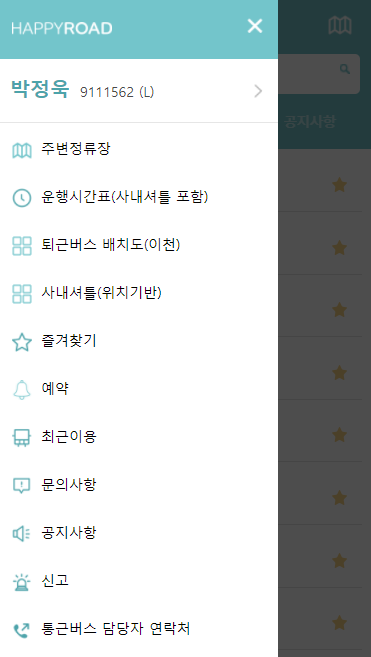 HAPPYROAD
박정욱 9111562 (L)
공지사항
주변정류장
운행시간표(사내셔틀 포함)
퇴근버스 배치도(이천)
사내셔틀(위치기반)
즐겨찾기
예약
최근이용
문의사항
공지사항
신고
통근버스 담당자 연락처